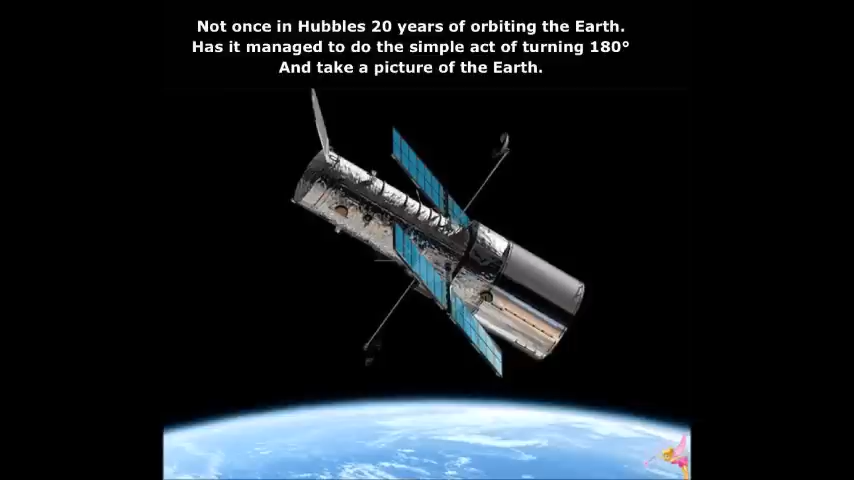 Not once in Hubbles 20 years of orbiting the Earth.
Has it managed to do the simple act of turning 180°
And take a picture of the Earth.